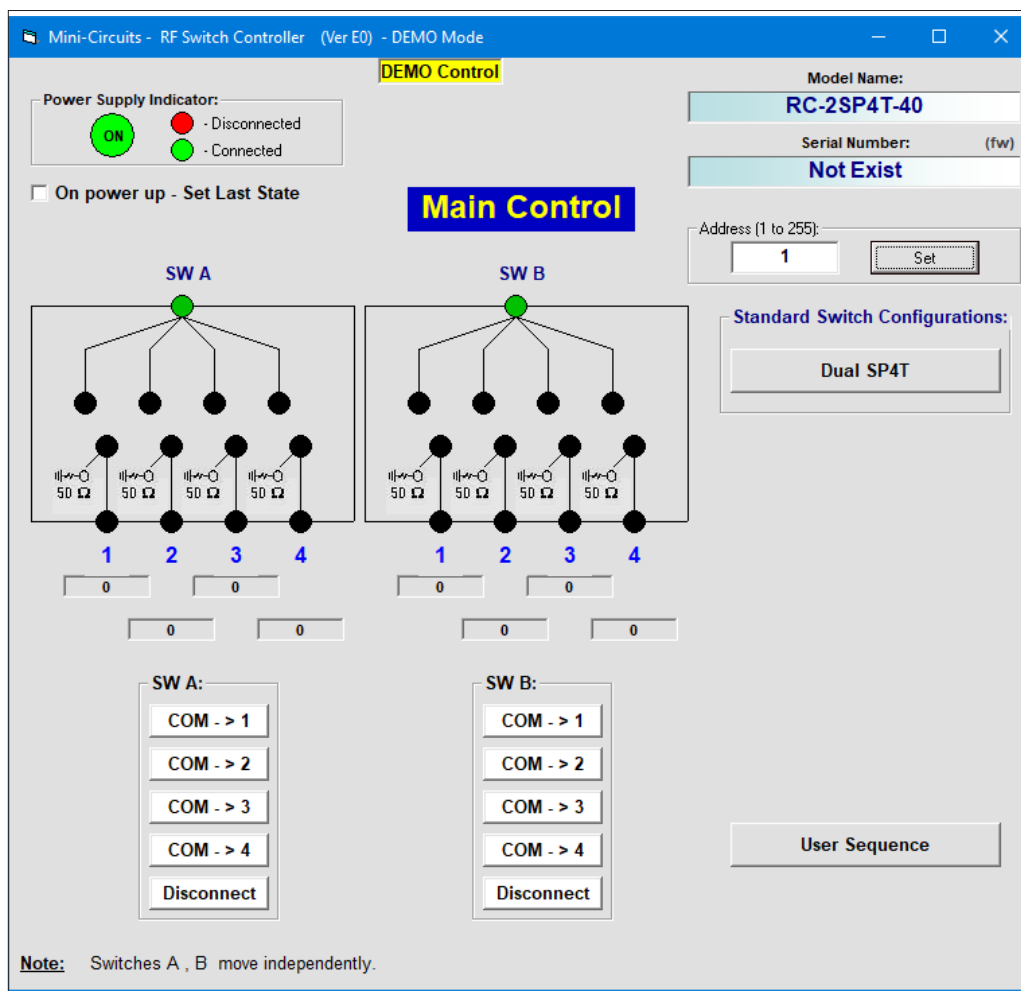 Mini-Circuits - RF Switch Controller (Ver E0) - DEMO Mode
DEMO Control
Model Name:
RC-2SP4T-40
Power Supply Indicator:
ON
- Disconnected
- Connected
Serial Number: (fw)
Not Exist
On power up - Set Last State
Main Control
Address (1 to 255):
1 Set
SW A SW B
Standard Switch Configurations:
Dual SP4T
50 Ω 50 Ω 50 Ω 50 Ω 50 Ω 50 Ω 50 Ω 50 Ω
1 2 3 4 1 2 3 4
0 0 0 0
0 0 0 0
SW A:
COM - > 1
COM - > 2
COM - > 3
COM - > 4
Disconnect
SW B:
COM - > 1
COM - > 2
COM - > 3
COM - > 4
Disconnect
User Sequence
Note: Switches A , B move independently.